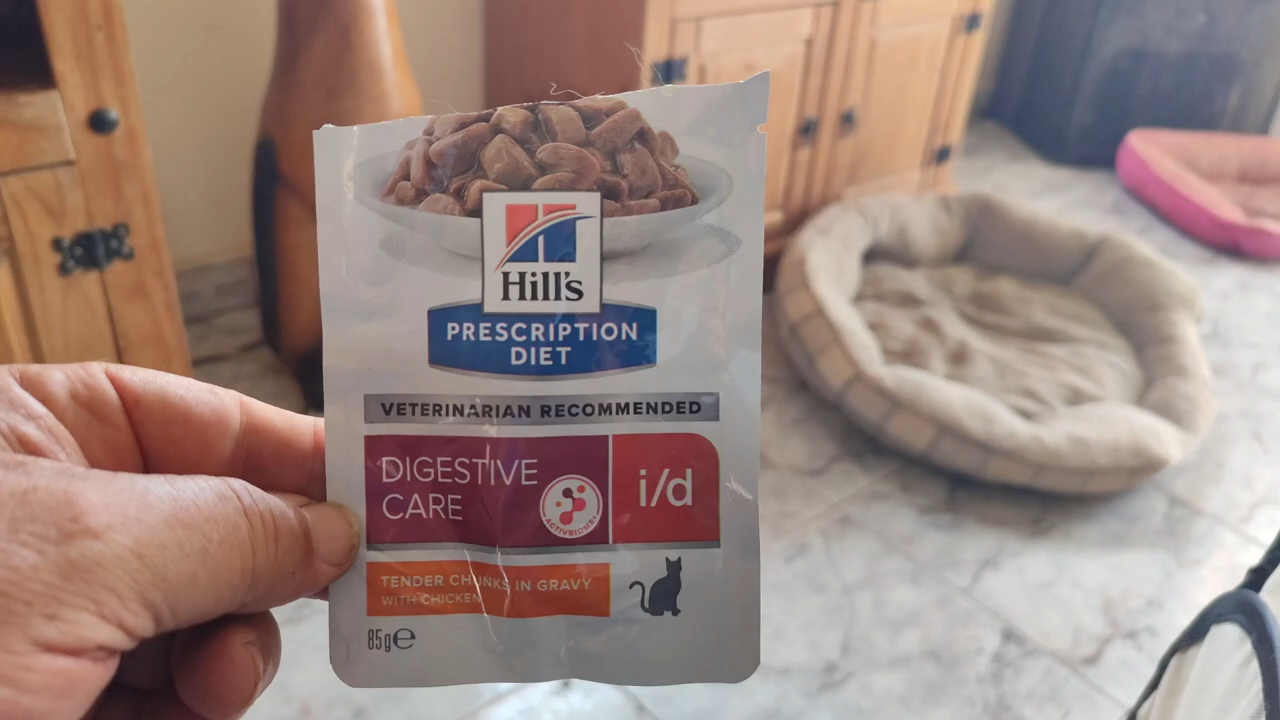 Hill's
PRESCRIPTION
DIET
VETERINARIAN RECOMMENDED
DIGESTIVE
CARE
ACTIVBIOME+
i/d
TENDER CHUNKS IN GRAVY
WITH CHICKEN
85g℮